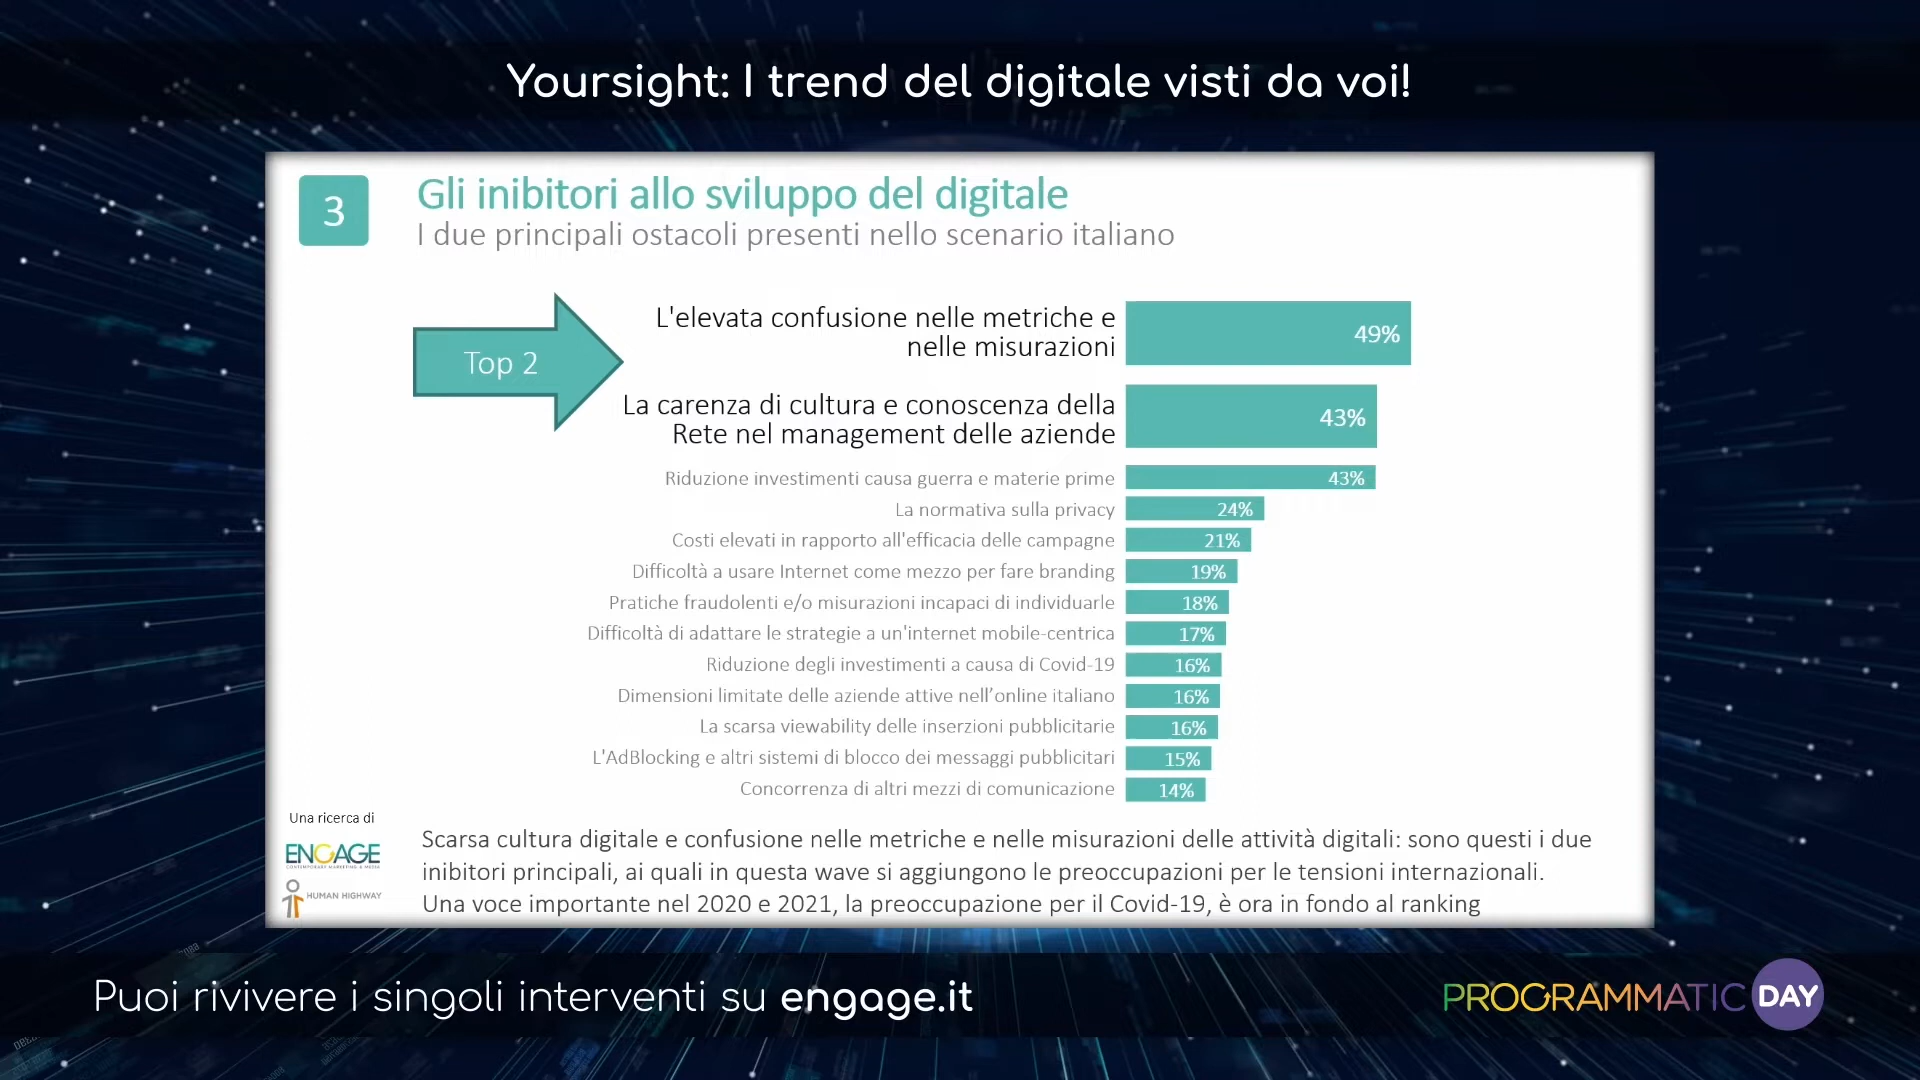 Yoursight: I trend del digitale visti da voi!
3
Gli inibitori allo sviluppo del digitale
I due principali ostacoli presenti nello scenario italiano
Top 2
L'elevata confusione nelle metriche e
nelle misurazioni
49%
La carenza di cultura e conoscenza della
Rete nel management delle aziende
43%
Riduzione investimenti causa guerra e materie prime 43%
La normativa sulla privacy 24%
Costi elevati in rapporto all'efficacia delle campagne 21%
Difficoltà a usare Internet come mezzo per fare branding 19%
Pratiche fraudolenti e/o misurazioni incapaci di individuarle 18%
Difficoltà di adattare le strategie a un'internet mobile-centrica 17%
Riduzione degli investimenti a causa di Covid-19 16%
Dimensioni limitate delle aziende attive nell’online italiano 16%
La scarsa viewability delle inserzioni pubblicitarie 16%
L'AdBlocking e altri sistemi di blocco dei messaggi pubblicitari 15%
Concorrenza di altri mezzi di comunicazione 14%
Una ricerca di
ENGAGE
CONTEMPORARY MARKETING & MEDIA
HUMAN HIGHWAY
Scarsa cultura digitale e confusione nelle metriche e nelle misurazioni delle attività digitali: sono questi i due
inibitori principali, ai quali in questa wave si aggiungono le preoccupazioni per le tensioni internazionali.
Una voce importante nel 2020 e 2021, la preoccupazione per il Covid-19, è ora in fondo al ranking
Puoi rivivere i singoli interventi su engage.it
PROGRAMMATIC DAY